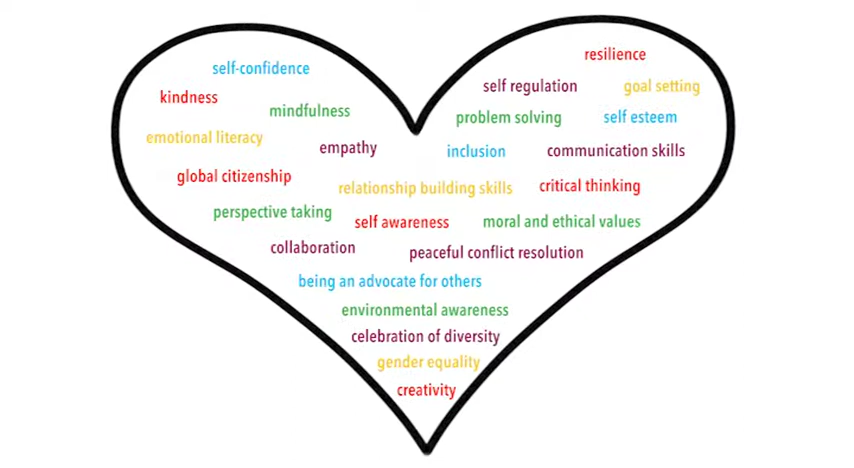 resilience
self-confidence
self regulation
goal setting
kindness
mindfulness
problem solving
self esteem
emotional literacy
empathy
inclusion
communication skills
global citizenship
relationship building skills
critical thinking
perspective taking
self awareness
moral and ethical values
collaboration
peaceful conflict resolution
being an advocate for others
environmental awareness
celebration of diversity
gender equality
creativity